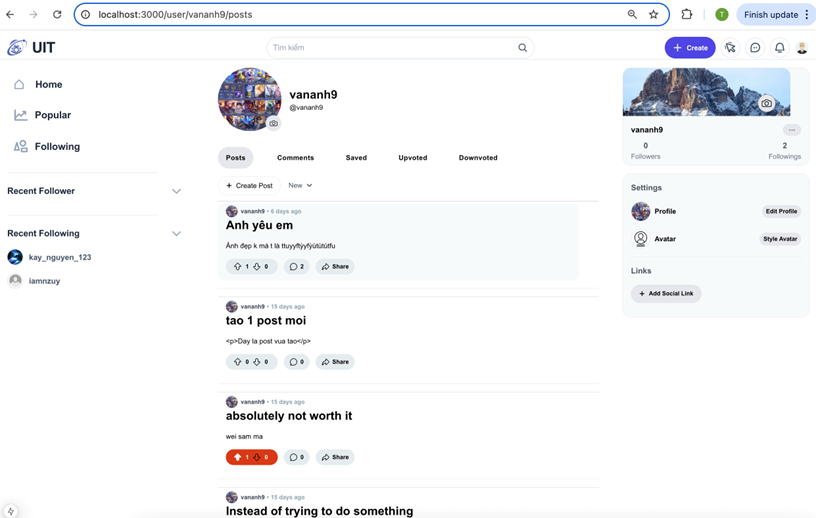 localhost:3000/user/vananh9/posts
T
Finish update
UIT
Tìm kiếm
+ Create
Home
Popular
Following
Recent Follower
Recent Following
kay_nguyen_123
iamnzuy
vananh9
@vananh9
Posts Comments Saved Upvoted Downvoted
+ Create Post New
vananh9 • 6 days ago
Anh yêu em
Ảnh đẹp k mà t là ttuyyftýyfýùtùtùtfu
1 0 2 Share
vananh9 • 15 days ago
tao 1 post moi
<p>Day la post vua tao</p>
0 0 0 Share
vananh9 • 15 days ago
absolutely not worth it
wei sam ma
1 0 0 Share
vananh9 • 15 days ago
Instead of trying to do something
vananh9
0 2
Followers Followings
Settings
Profile Edit Profile
Avatar Style Avatar
Links
+ Add Social Link